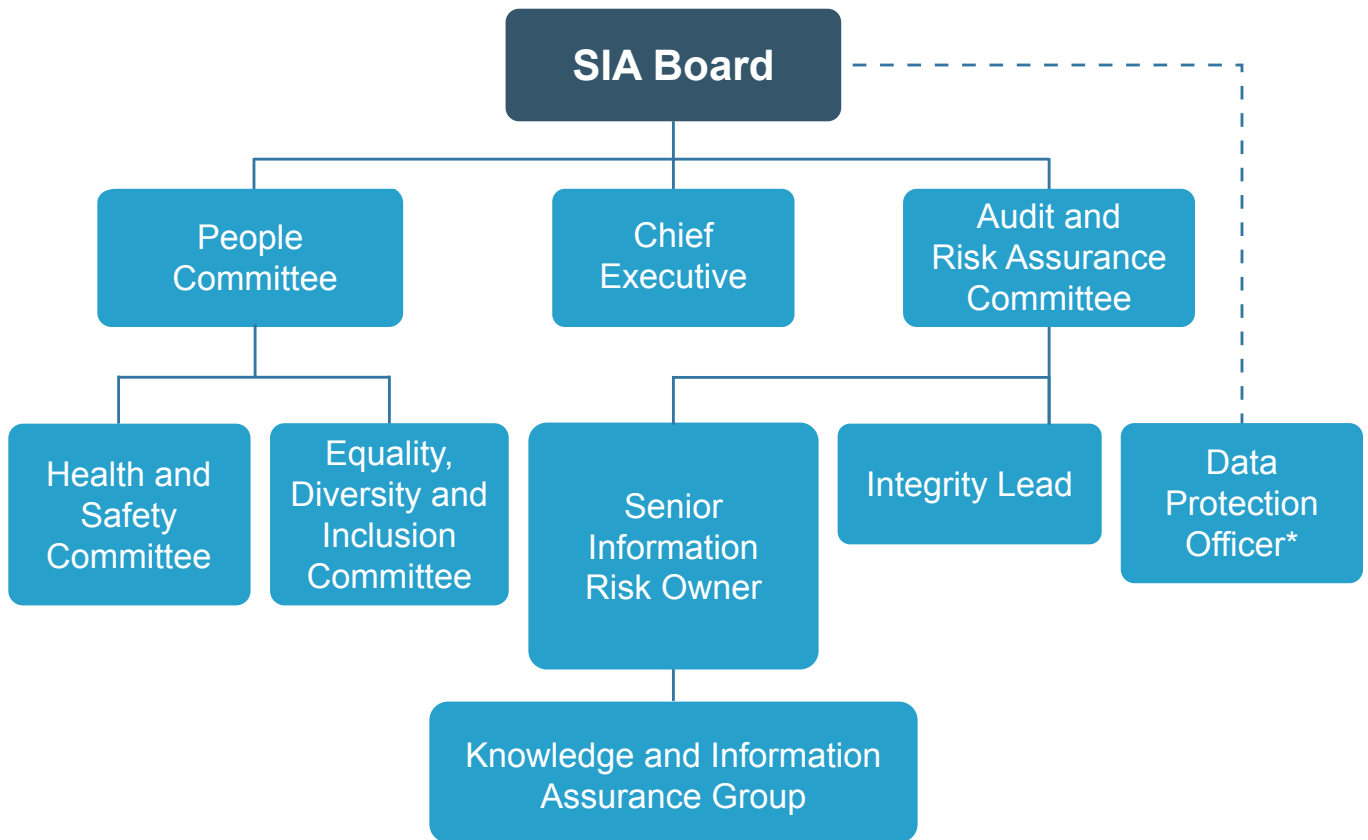 SIA Board
People
Committee
Chief
Executive
Audit and
Risk Assurance
Committee
Health and
Safety
Committee
Equality,
Diversity and
Inclusion
Committee
Senior
Information
Risk Owner
Integrity Lead
Data
Protection
Officer*
Knowledge and Information
Assurance Group